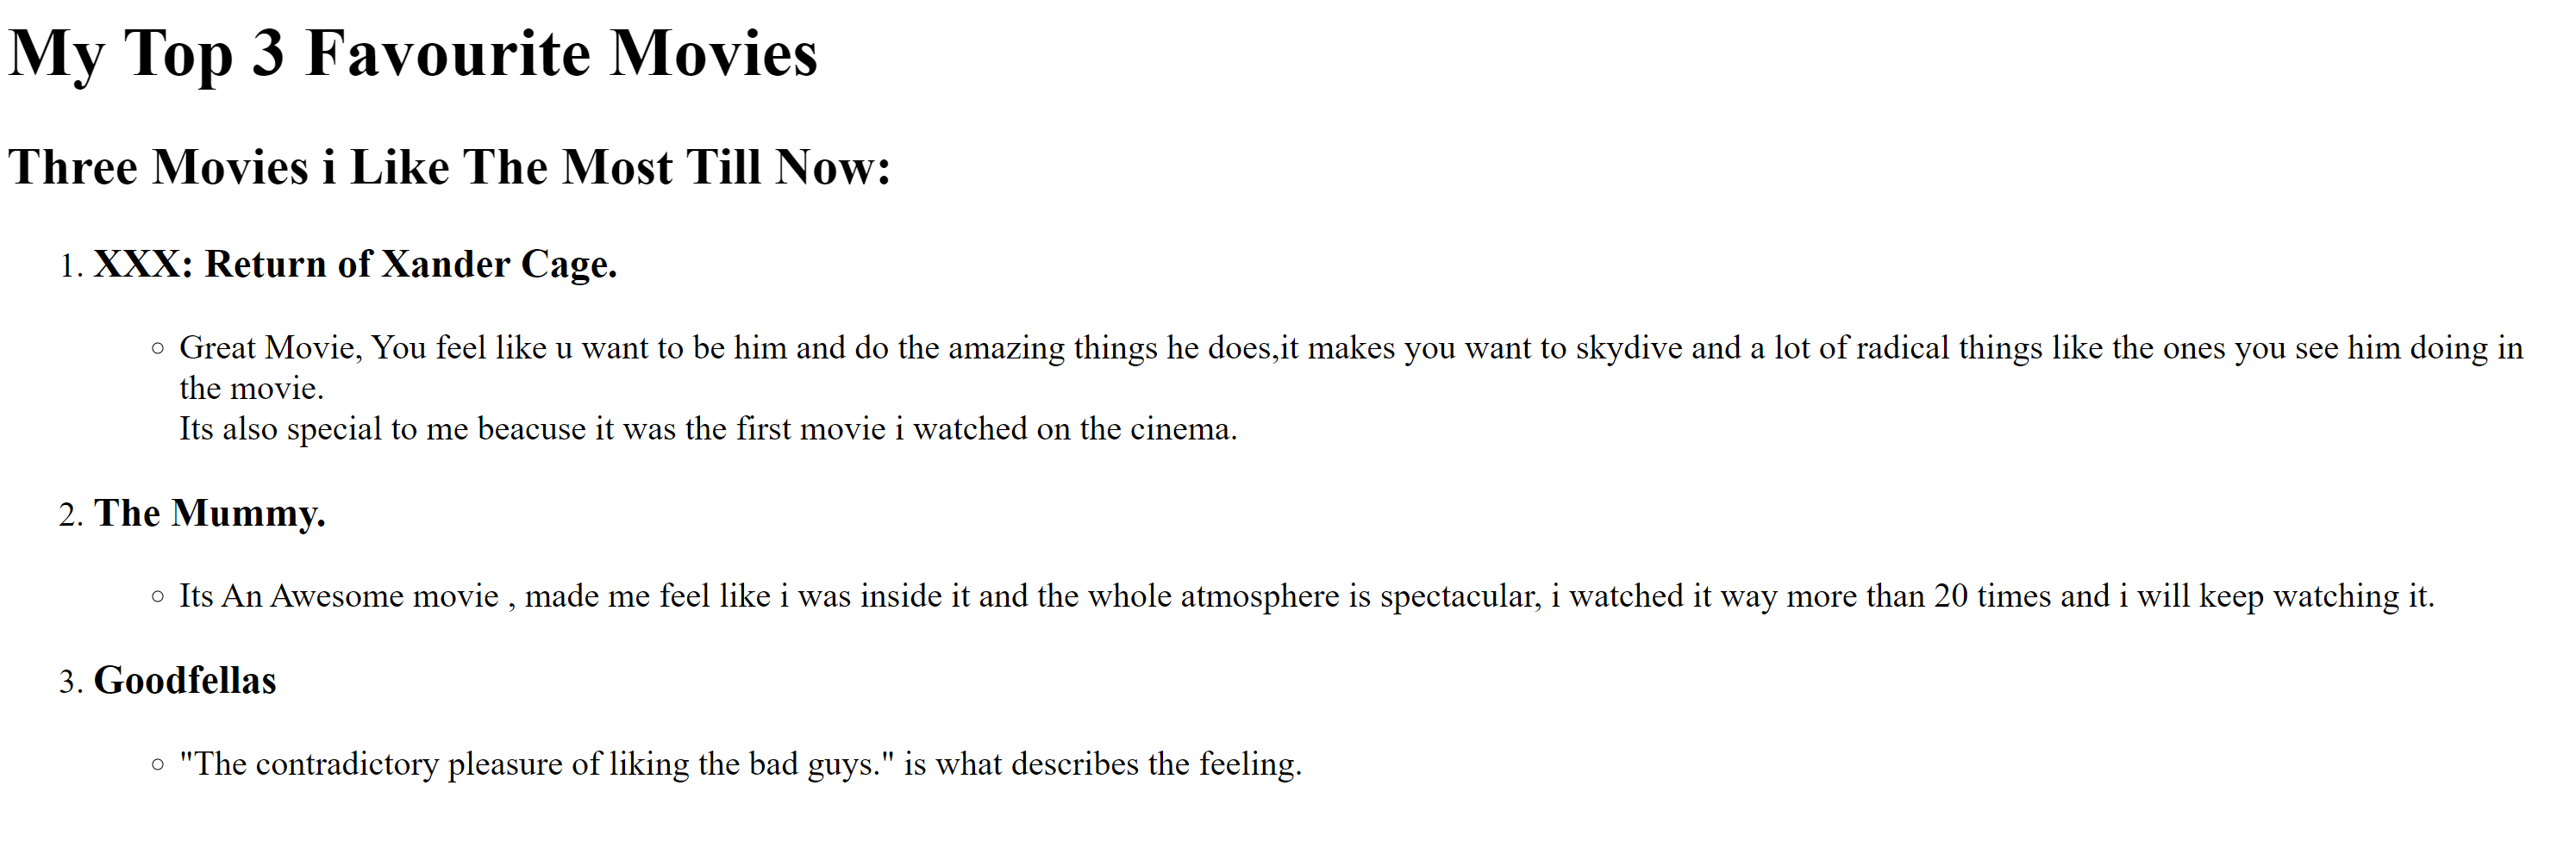 My Top 3 Favourite Movies
Three Movies i Like The Most Till Now:
1. XXX: Return of Xander Cage.
Great Movie, You feel like u want to be him and do the amazing things he does,it makes you want to skydive and a lot of radical things like the ones you see him doing in
the movie.
Its also special to me beacuse it was the first movie i watched on the cinema.
2. The Mummy.
Its An Awesome movie , made me feel like i was inside it and the whole atmosphere is spectacular, i watched it way more than 20 times and i will keep watching it.
3. Goodfellas
"The contradictory pleasure of liking the bad guys." is what describes the feeling.